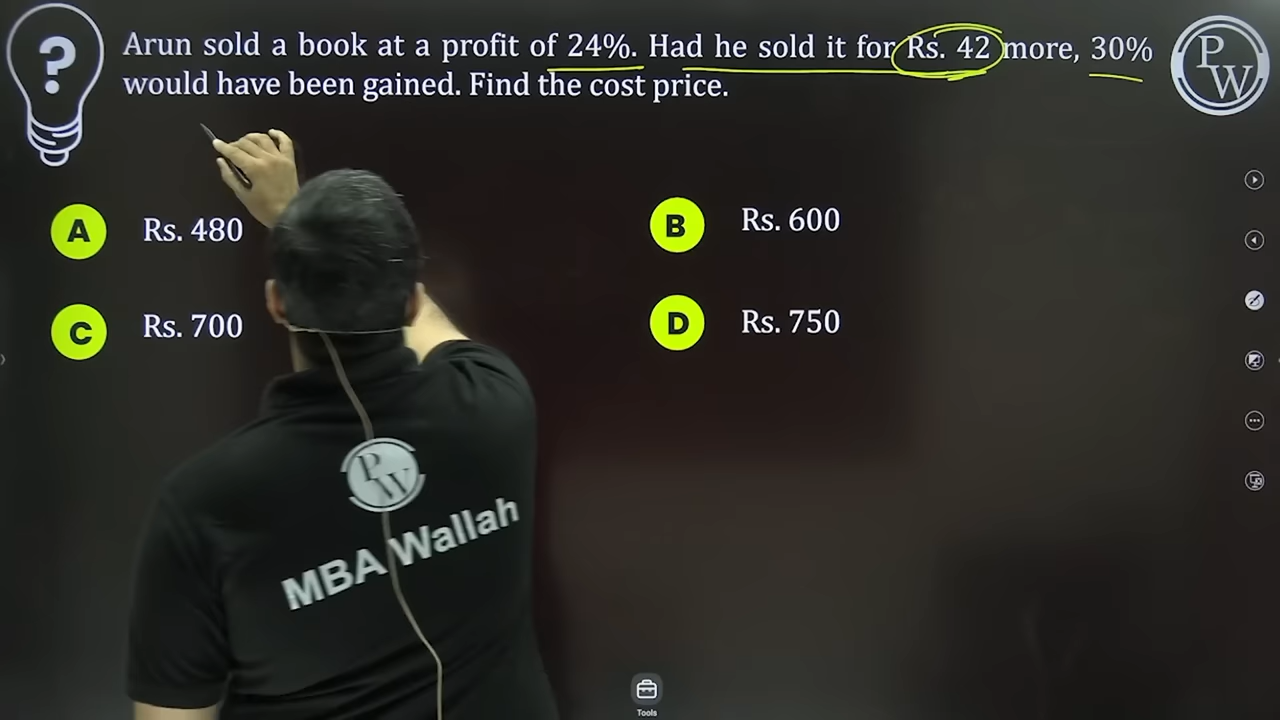 Arun sold a book at a profit of 24%. Had he sold it for Rs. 42 more, 30%
would have been gained. Find the cost price.
PW
A Rs. 480
B Rs. 600
C Rs. 700
D Rs. 750
PW
MBA Wallah
Tools